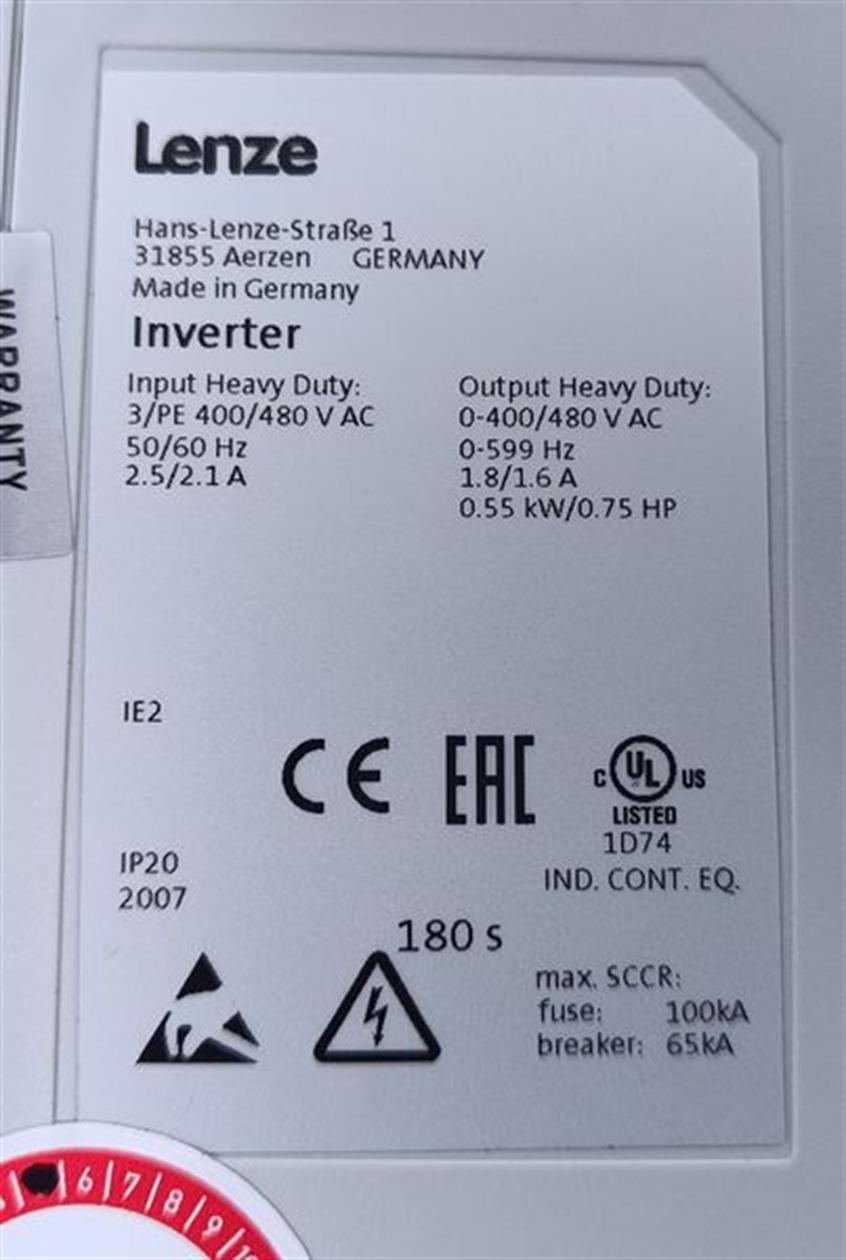 Lenze
Hans-Lenze-Straße 1
31855 Aerzen GERMANY
Made in Germany
Inverter
Input Heavy Duty:
3/PE 400/480 V AC
50/60 Hz
2.5/2.1 A
Output Heavy Duty:
0-400/480 V AC
0-599 Hz
1.8/1.6 A
0.55 kW/0.75 HP
WARRANTY
IE2
CE
EAC
C UL US
LISTED
1D74
IND. CONT. EQ.
IP20
2007
180 s
max. SCCR:
fuse: 100kA
breaker: 65kA
6 7 8 9